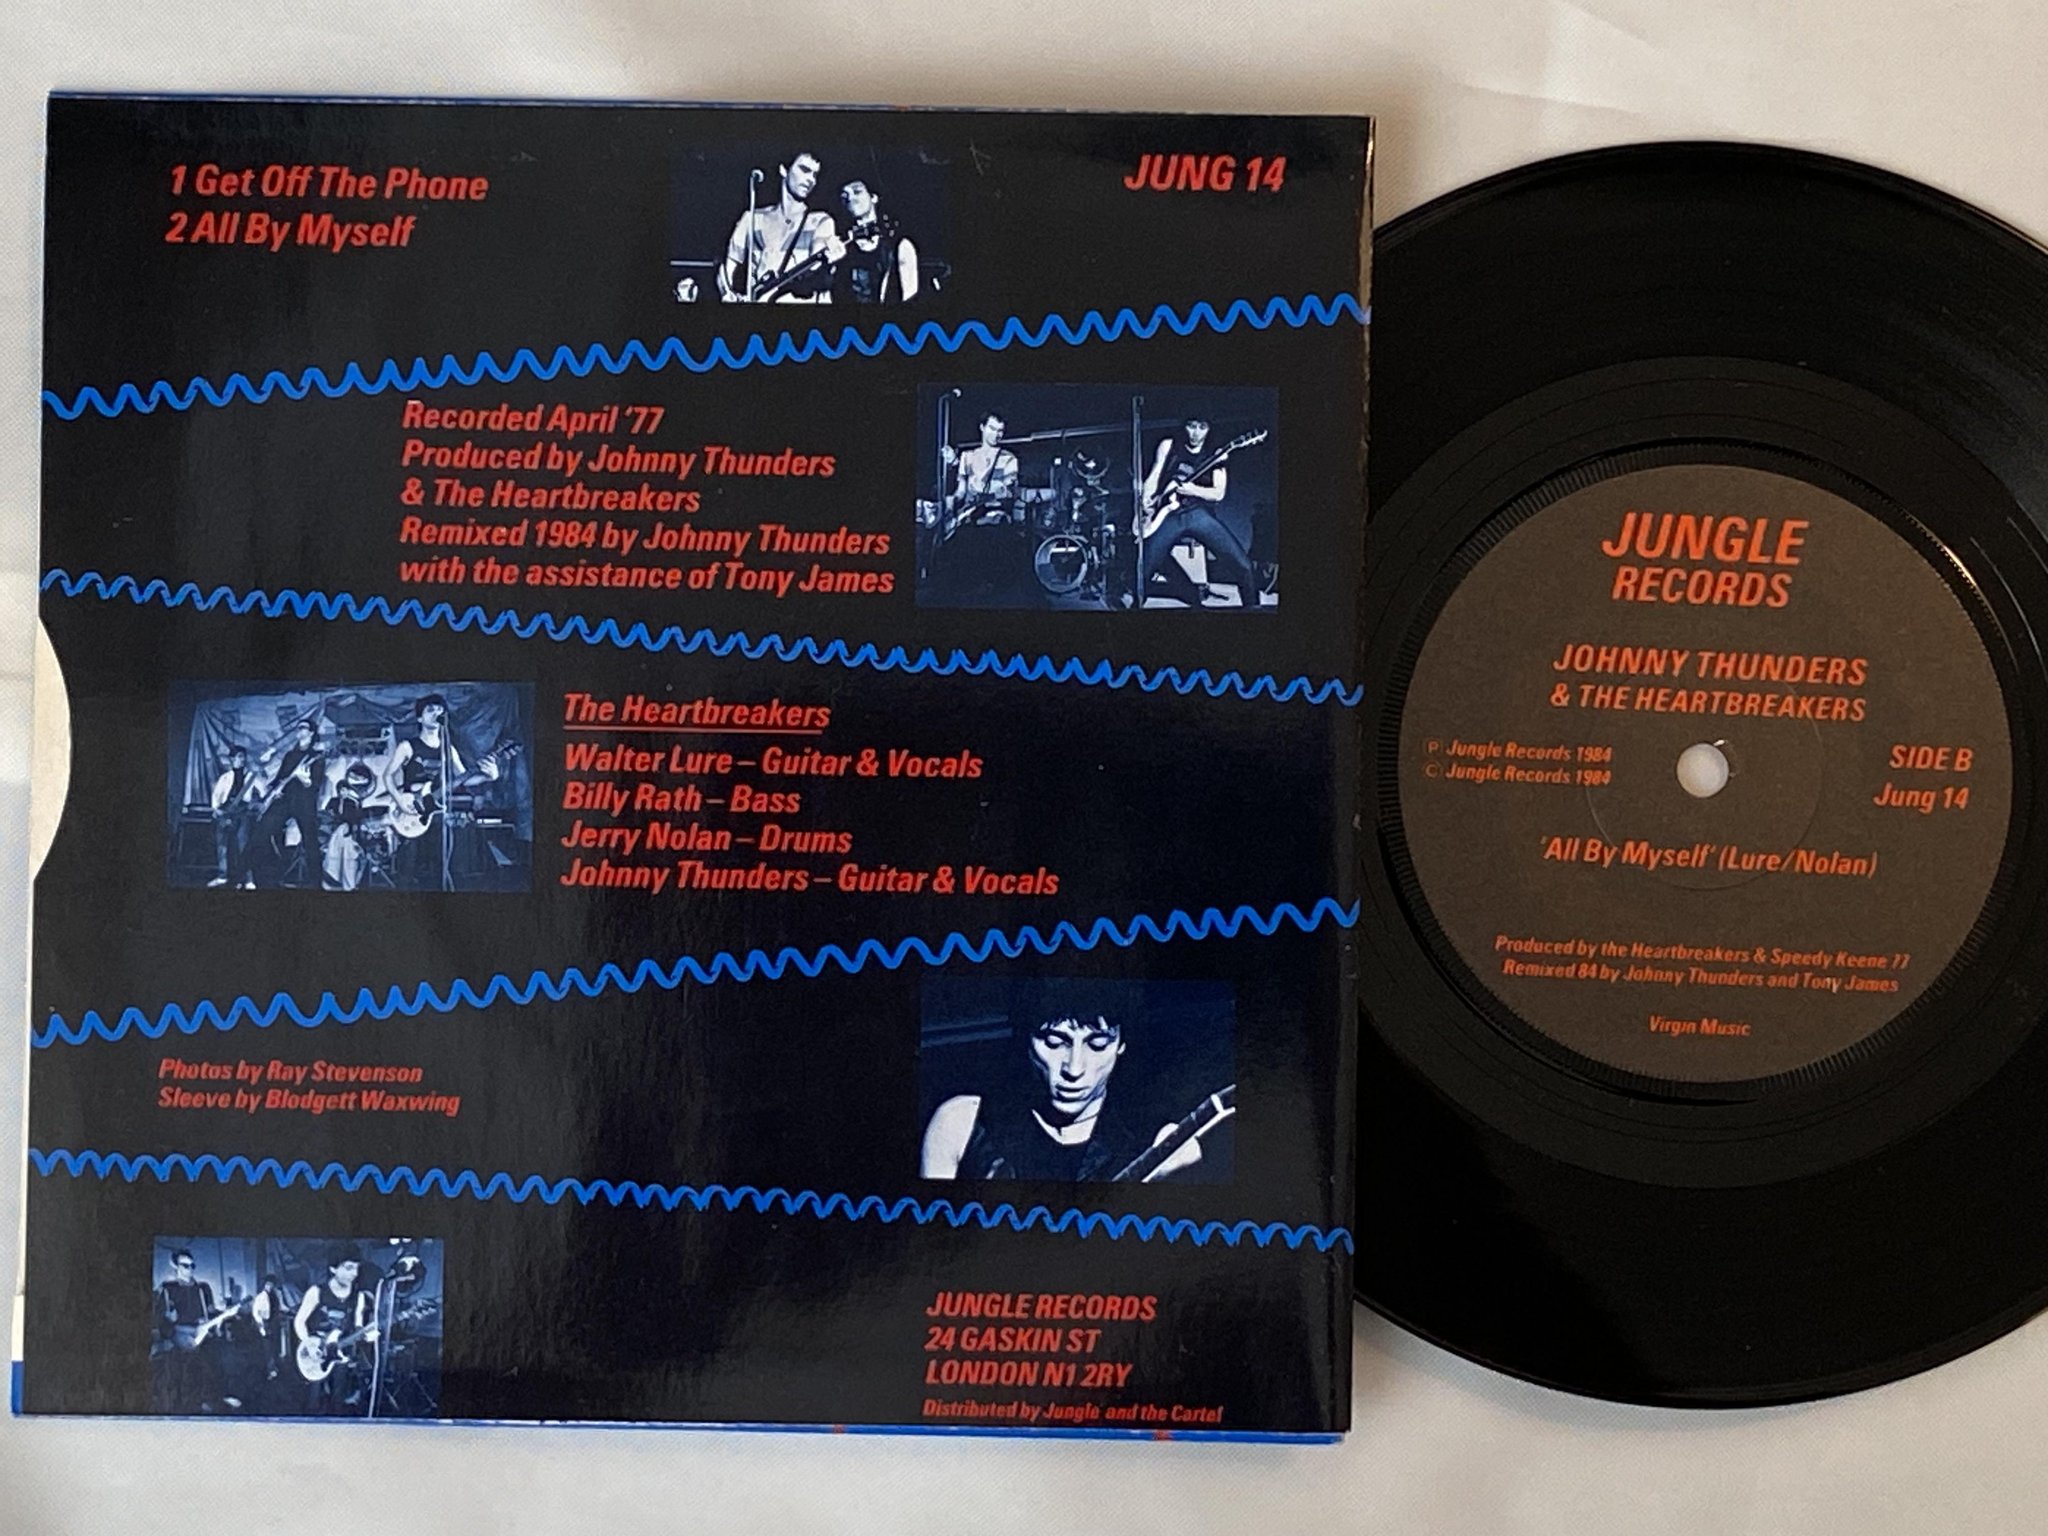 1 Get Off The Phone
2 All By Myself
JUNG 14
Recorded April '77
Produced by Johnny Thunders
& The Heartbreakers
Remixed 1984 by Johnny Thunders
with the assistance of Tony James
The Heartbreakers
Walter Lure – Guitar & Vocals
Billy Rath – Bass
Jerry Nolan – Drums
Johnny Thunders – Guitar & Vocals
Photos by Ray Stevenson
Sleeve by Blodgett Waxwing
JUNGLE RECORDS
24 GASKIN ST
LONDON N1 2RY
Distributed by Jungle and the Cartel
JUNGLE
RECORDS
JOHNNY THUNDERS
& THE HEARTBREAKERS
Ⓟ Jungle Records 1984
© Jungle Records 1984
SIDE B
Jung 14
'All By Myself' (Lure/Nolan)
Produced by the Heartbreakers & Speedy Keene 77
Remixed 84 by Johnny Thunders and Tony James
Virgin Music